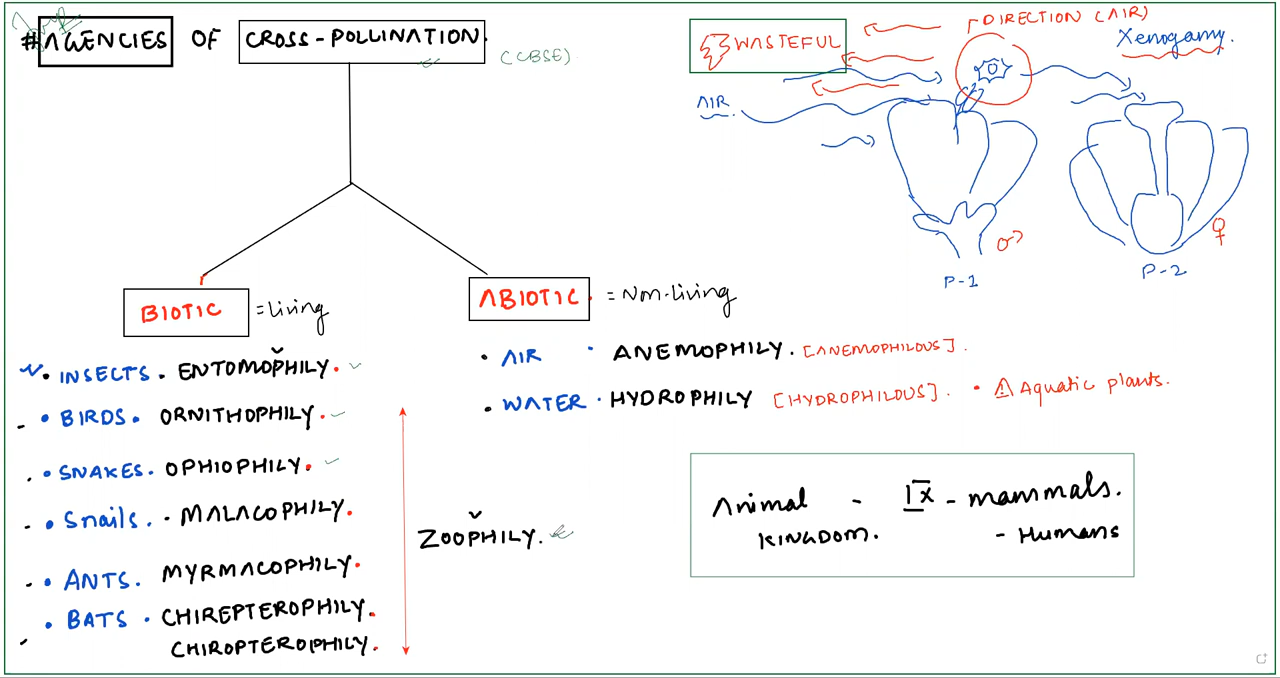 Imp
#AGENCIES OF CROSS-POLLINATION.
(CBSE)
BIOTIC = Living
• INSECTS. ENTOMOPHILY.
• BIRDS. ORNITHOPHILY.
• SNAKES. OPHIOPHILY.
• Snails. - MALACOPHILY.
• ANTS. MYRMACOPHILY.
• BATS. CHIREPTEROPHILY.
CHIROPTEROPHILY.
ZOOPHILY.
ABIOTIC = Non-living
• AIR • ANEMOPHILY. [ANEMOPHILOUS].
• WATER • HYDROPHILY [HYDROPHILOUS]. • ⚠ Aquatic plants.
WASTEFUL
DIRECTION (AIR)
Xenogamy.
AIR
♂
P-1
♀
P-2
Animal - IX - mammals.
KINGDOM. - Humans